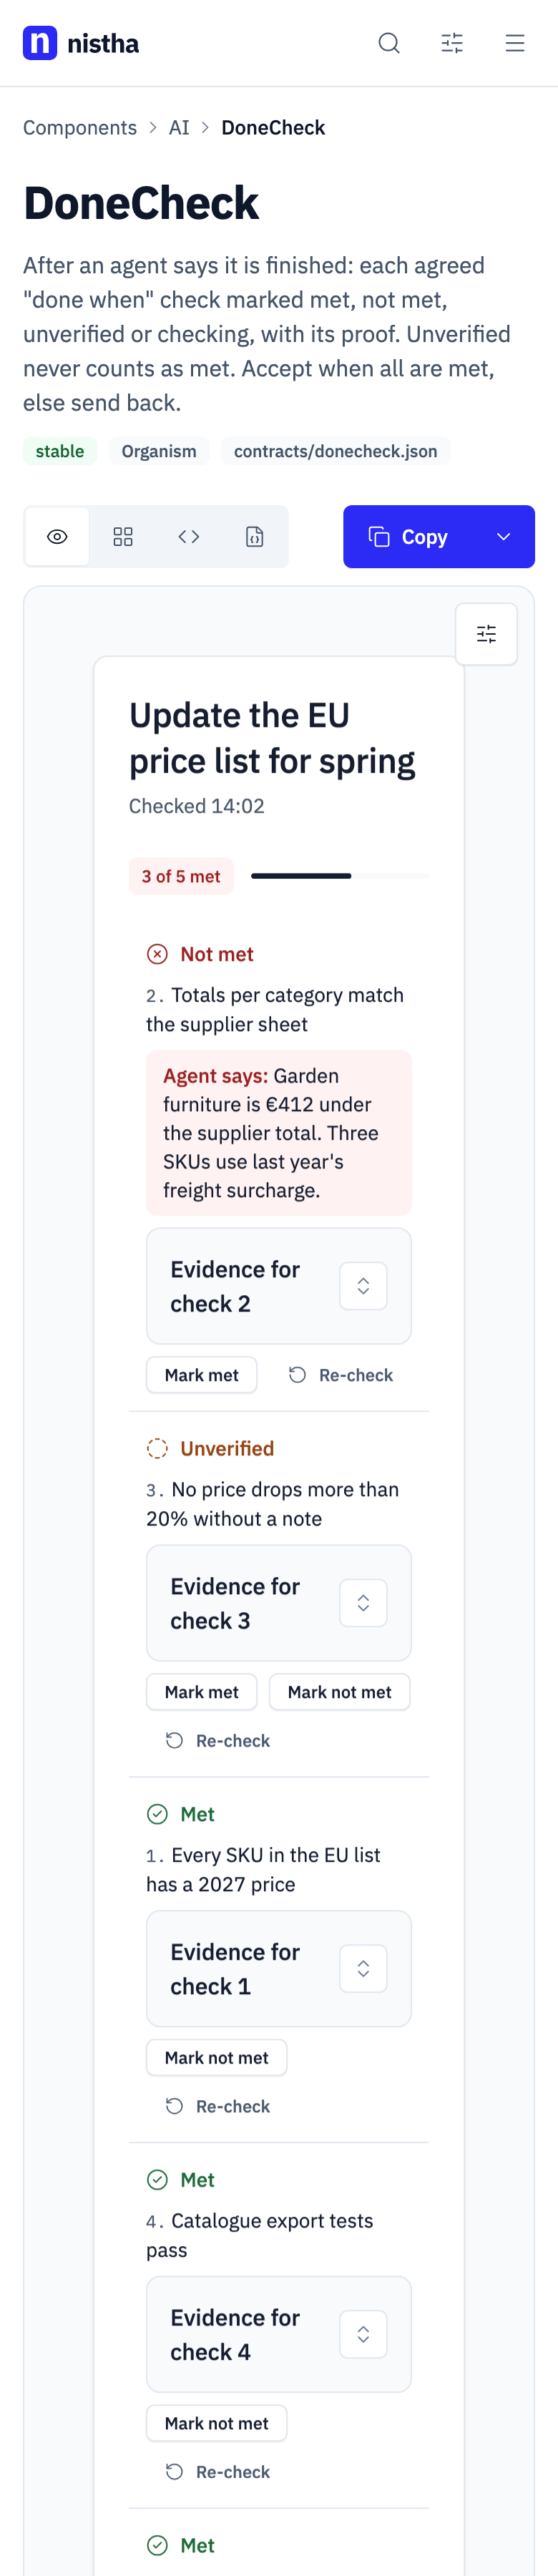 n nistha
Components > AI > DoneCheck
DoneCheck
After an agent says it is finished: each agreed
"done when" check marked met, not met,
unverified or checking, with its proof. Unverified
never counts as met. Accept when all are met,
else send back.
stable Organism contracts/donecheck.json
Copy
Update the EU
price list for spring
Checked 14:02
3 of 5 met
Not met
2. Totals per category match
the supplier sheet
Agent says: Garden
furniture is €412 under
the supplier total. Three
SKUs use last year's
freight surcharge.
Evidence for
check 2
Mark met Re-check
Unverified
3. No price drops more than
20% without a note
Evidence for
check 3
Mark met Mark not met
Re-check
Met
1. Every SKU in the EU list
has a 2027 price
Evidence for
check 1
Mark not met
Re-check
Met
4. Catalogue export tests
pass
Evidence for
check 4
Mark not met
Re-check
Met